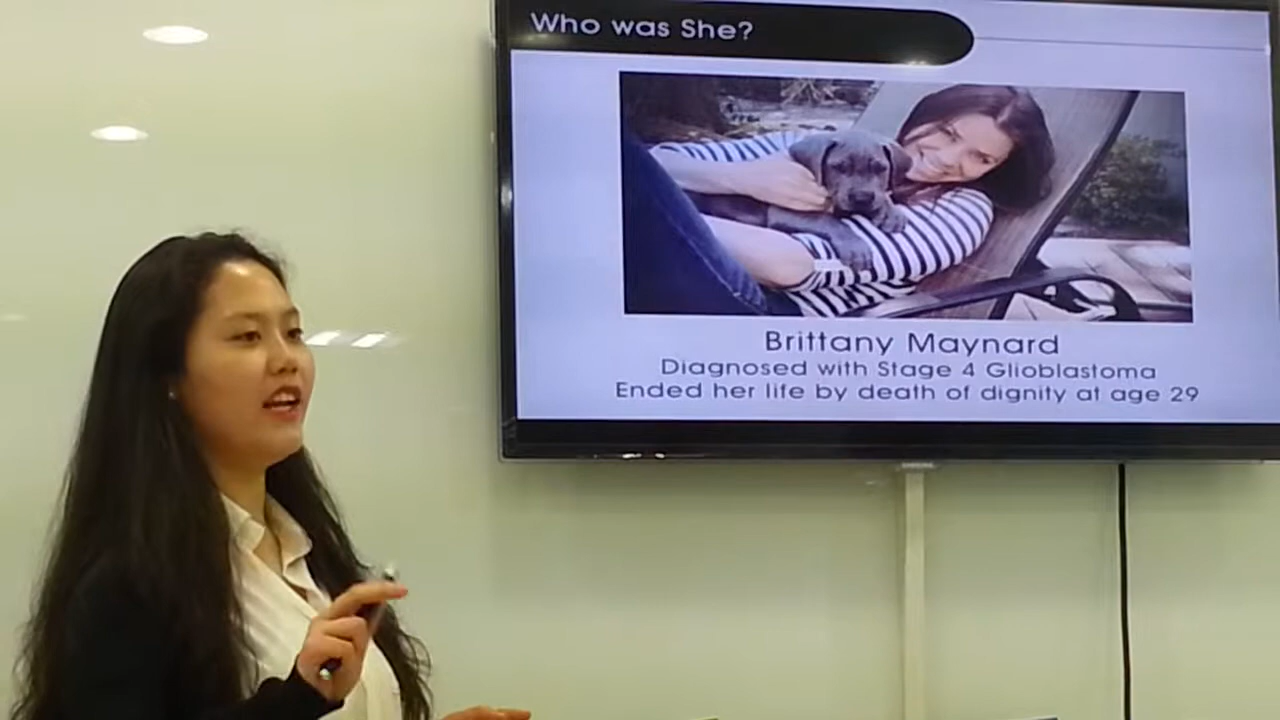 Who was She?
Brittany Maynard
Diagnosed with Stage 4 Glioblastoma
Ended her life by death of dignity at age 29